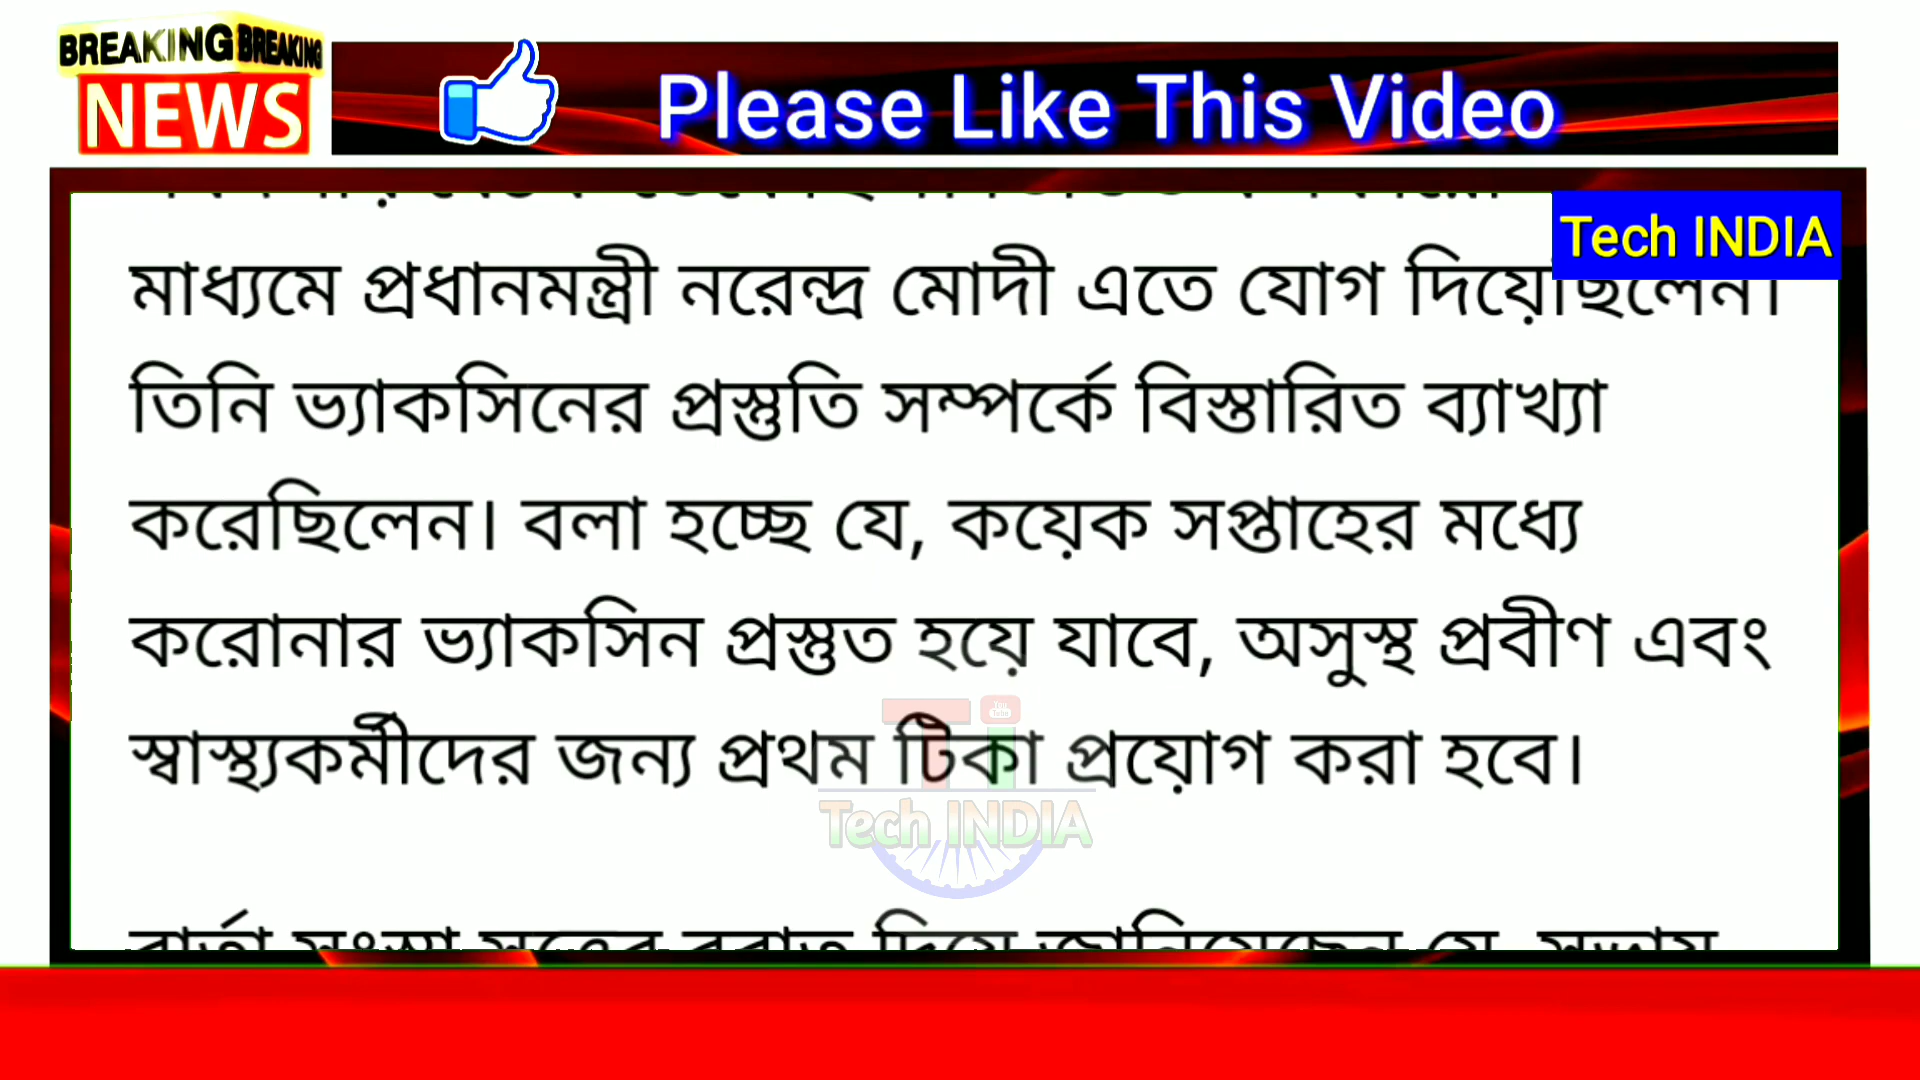 BREAKING BREAKING
NEWS
Please Like This Video
Tech INDIA
মাধ্যমে প্রধানমন্ত্রী নরেন্দ্র মোদী এতে যোগ দিয়েছিলেন।
তিনি ভ্যাকসিনের প্রস্তুতি সম্পর্কে বিস্তারিত ব্যাখ্যা
করেছিলেন। বলা হচ্ছে যে, কয়েক সপ্তাহের মধ্যে
করোনার ভ্যাকসিন প্রস্তুত হয়ে যাবে, অসুস্থ প্রবীণ এবং
স্বাস্থ্যকর্মীদের জন্য প্রথম টিকা প্রয়োগ করা হবে।
You Tube
Tech INDIA